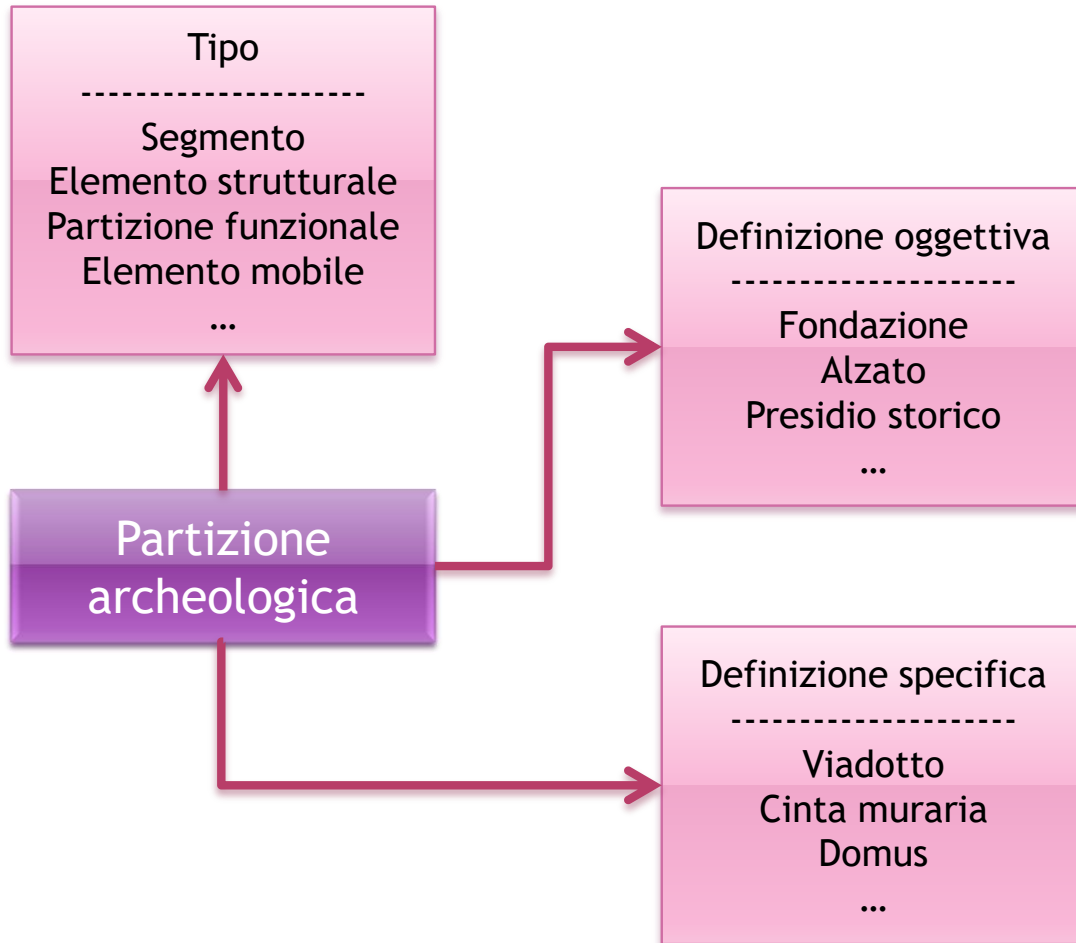 Tipo
---------------------
Segmento
Elemento strutturale
Partizione funzionale
Elemento mobile
…
Definizione oggettiva
---------------------
Fondazione
Alzato
Presidio storico
…
Partizione
archeologica
Definizione specifica
---------------------
Viadotto
Cinta muraria
Domus
…